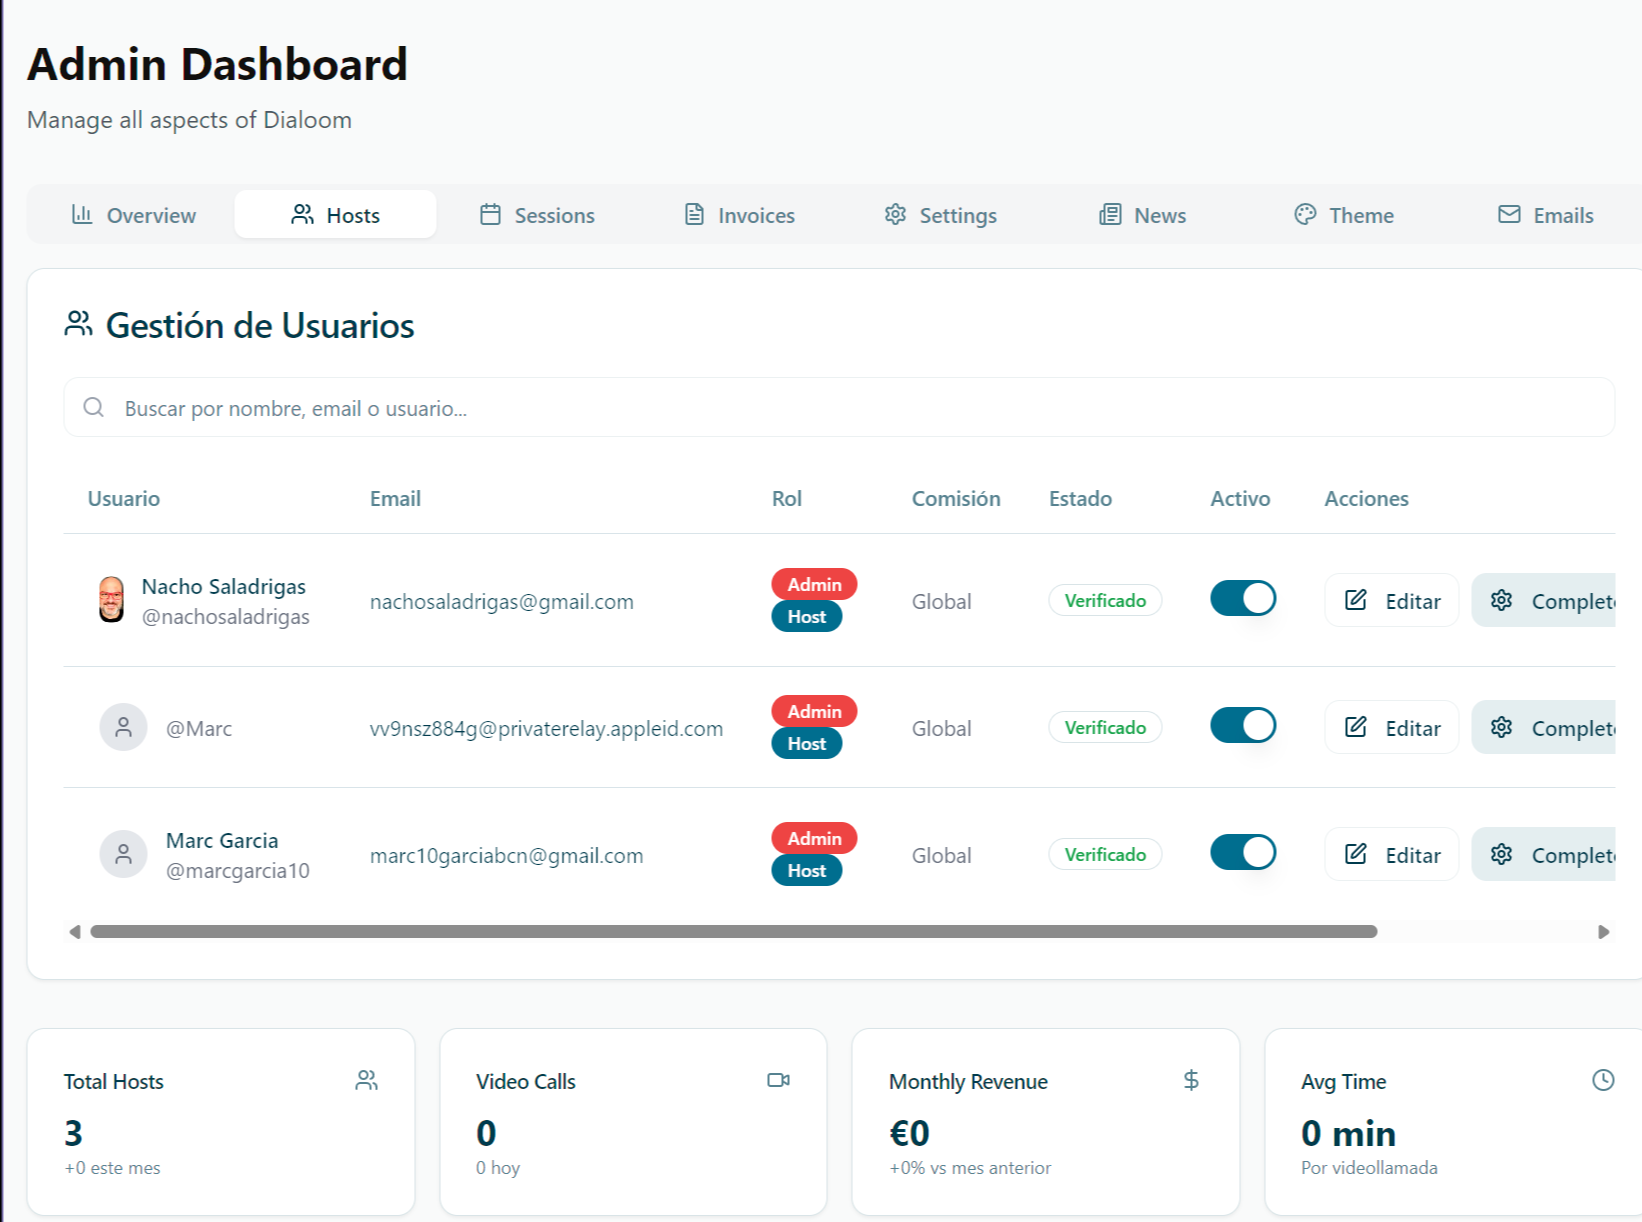 Admin Dashboard
Manage all aspects of Dialoom
Overview
Hosts
Sessions
Invoices
Settings
News
Theme
Emails
Gestión de Usuarios
Buscar por nombre, email o usuario...
Usuario Email Rol Comisión Estado Activo Acciones
Nacho Saladrigas
@nachosaladrigas
nachosaladrigas@gmail.com
Admin
Host
Global
Verificado
Editar
Complet
@Marc
vv9nsz884g@privaterelay.appleid.com
Admin
Host
Global
Verificado
Editar
Complet
Marc Garcia
@marcgarcia10
marc10garciabcn@gmail.com
Admin
Host
Global
Verificado
Editar
Complet
Total Hosts
3
+0 este mes
Video Calls
0
0 hoy
Monthly Revenue
€0
+0% vs mes anterior
Avg Time
0 min
Por videollamada